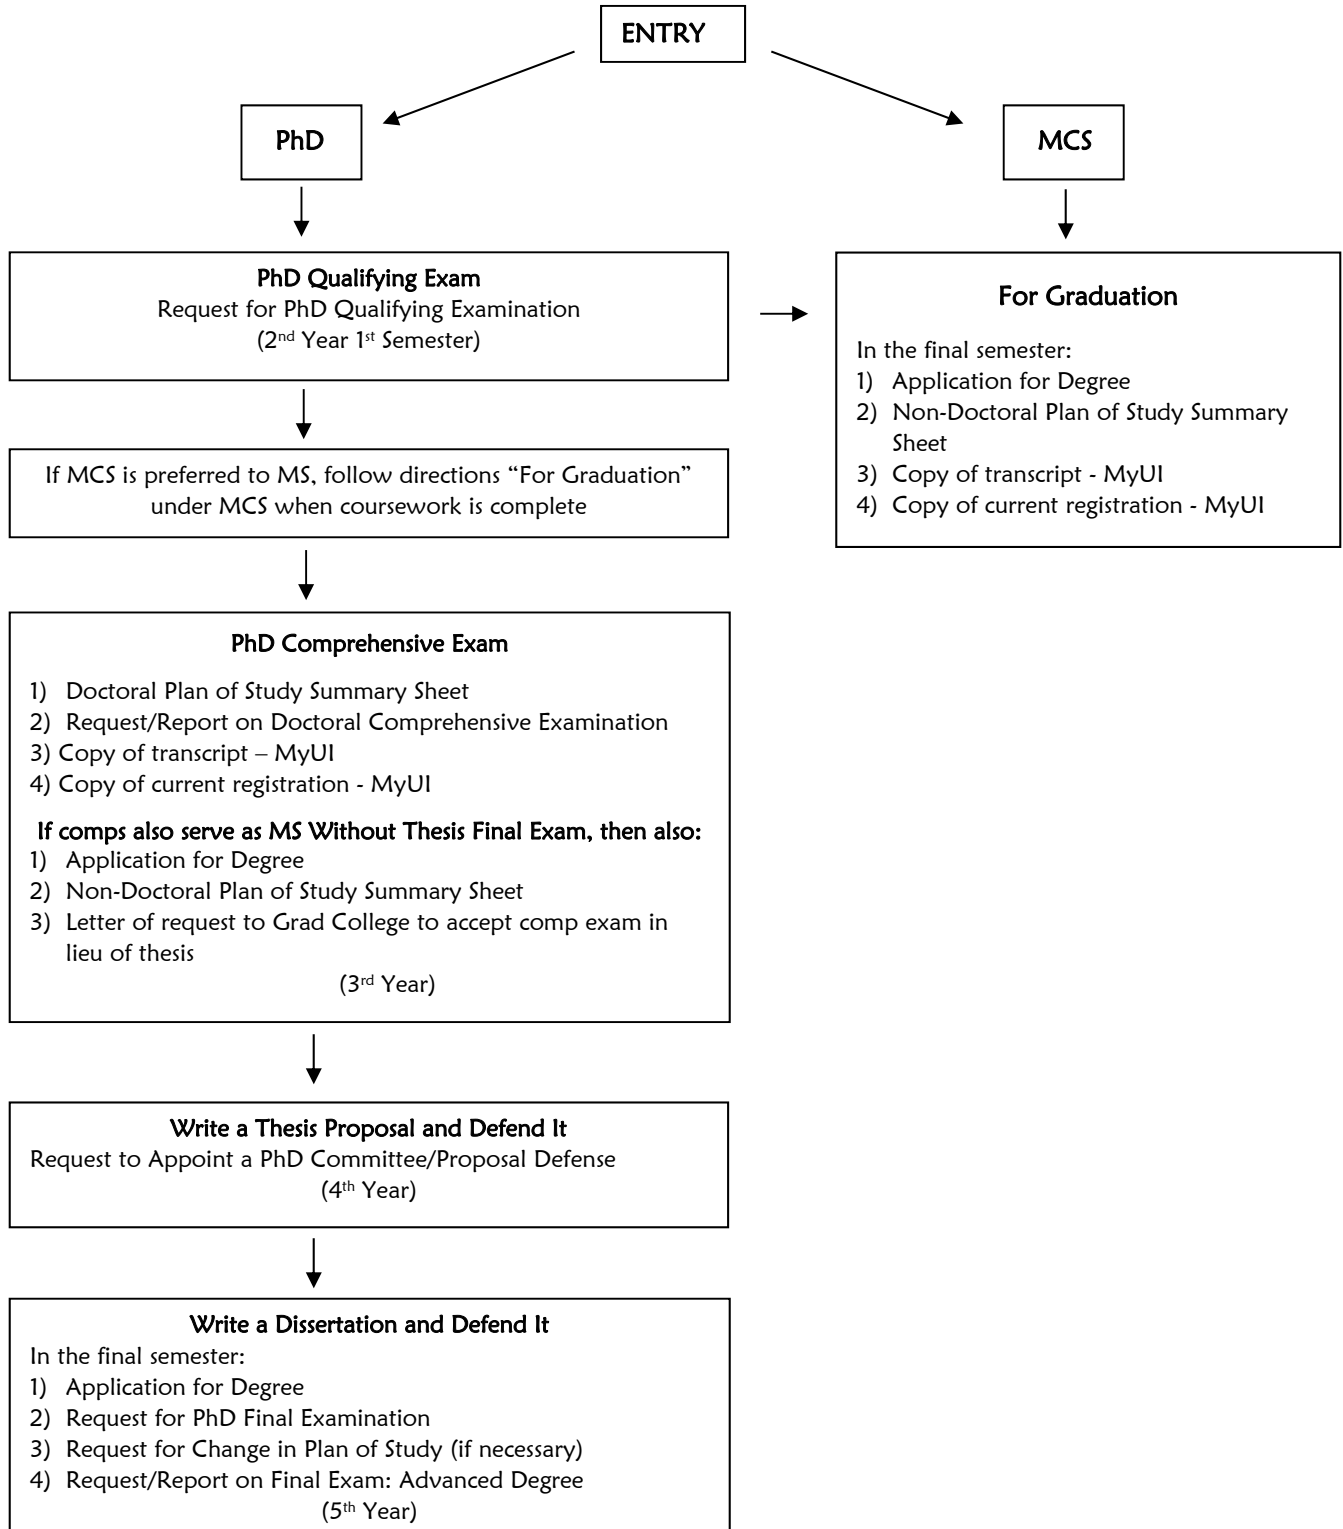 ENTRY
PhD
MCS
PhD Qualifying Exam
Request for PhD Qualifying Examination
(2nd Year 1st Semester)
For Graduation
In the final semester:
1) Application for Degree
2) Non-Doctoral Plan of Study Summary
Sheet
3) Copy of transcript - MyUI
4) Copy of current registration - MyUI
If MCS is preferred to MS, follow directions “For Graduation”
under MCS when coursework is complete
PhD Comprehensive Exam
1) Doctoral Plan of Study Summary Sheet
2) Request/Report on Doctoral Comprehensive Examination
3) Copy of transcript – MyUI
4) Copy of current registration - MyUI
If comps also serve as MS Without Thesis Final Exam, then also:
1) Application for Degree
2) Non-Doctoral Plan of Study Summary Sheet
3) Letter of request to Grad College to accept comp exam in
lieu of thesis
(3rd Year)
Write a Thesis Proposal and Defend It
Request to Appoint a PhD Committee/Proposal Defense
(4th Year)
Write a Dissertation and Defend It
In the final semester:
1) Application for Degree
2) Request for PhD Final Examination
3) Request for Change in Plan of Study (if necessary)
4) Request/Report on Final Exam: Advanced Degree
(5th Year)